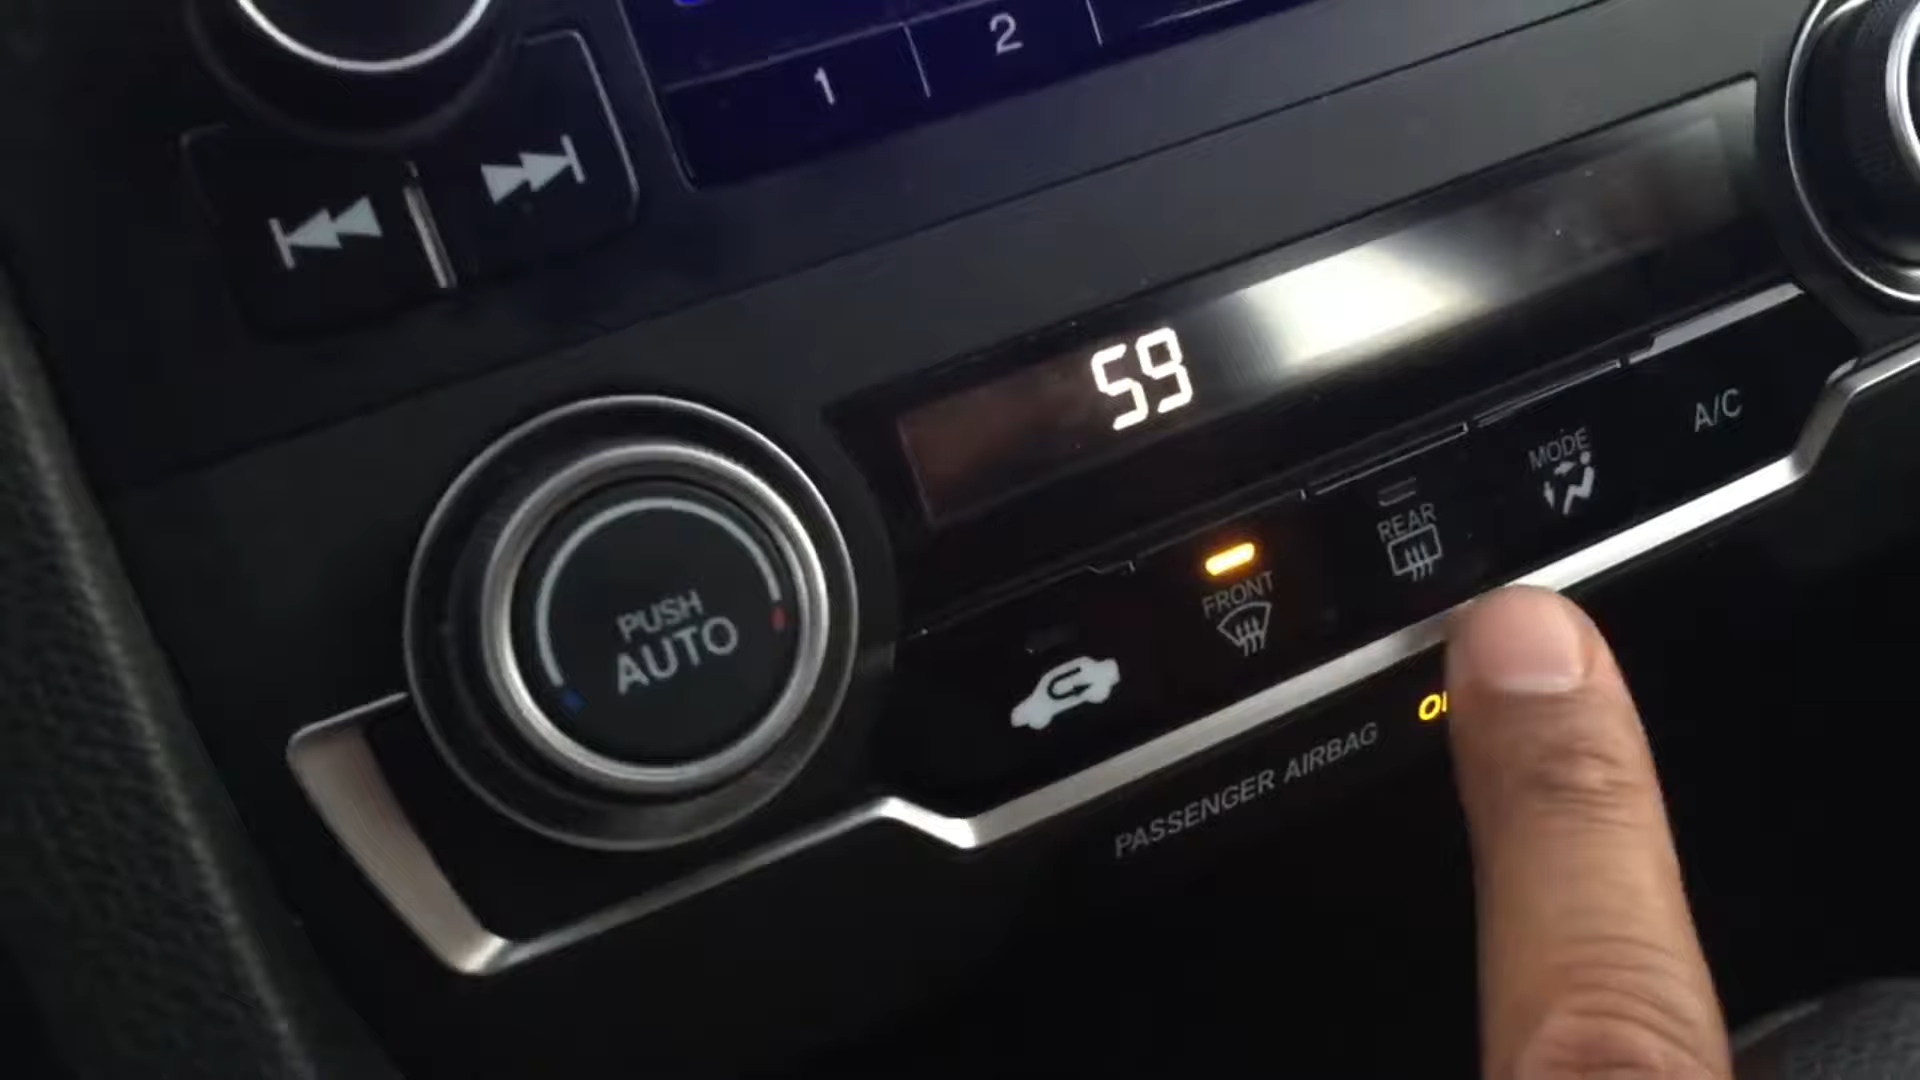 1
2
59
PUSH
AUTO
FRONT
REAR
MODE
A/C
PASSENGER AIRBAG